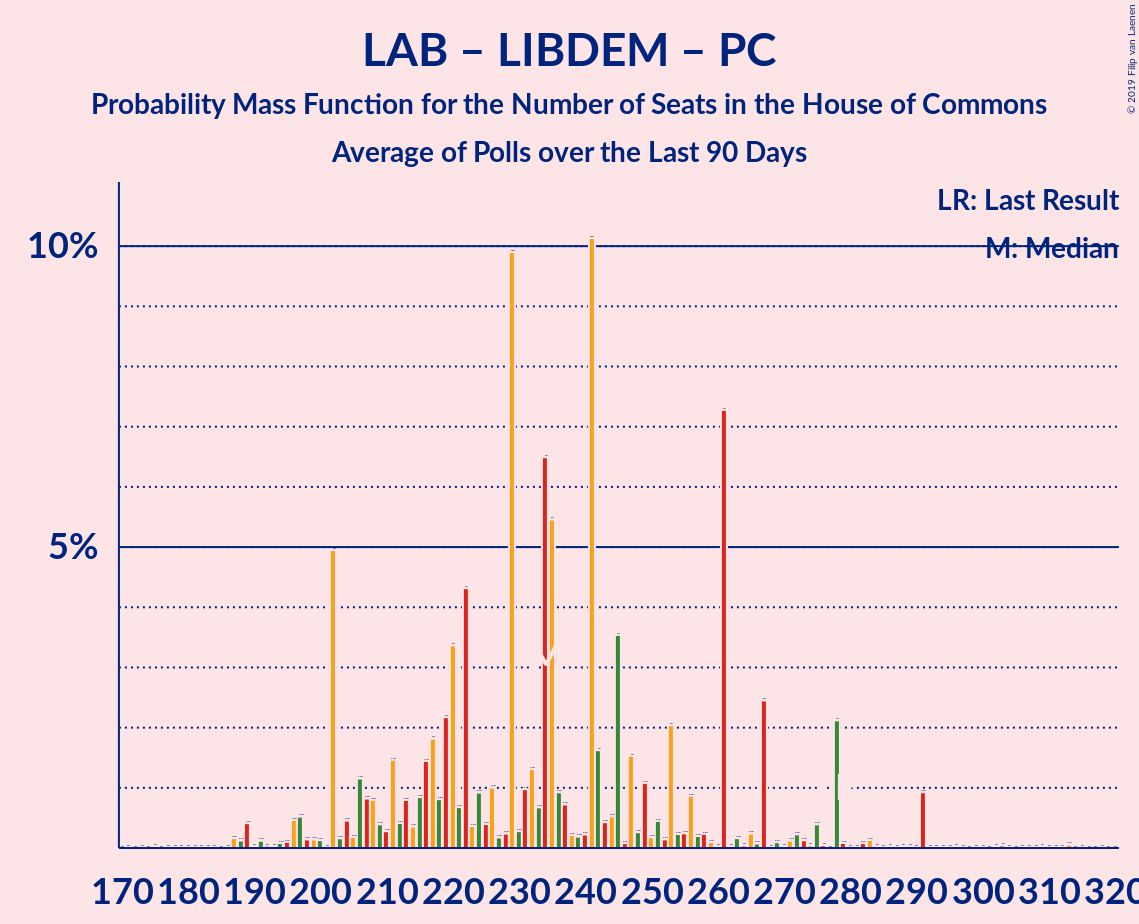 LAB – LIBDEM – PC
Probability Mass Function for the Number of Seats in the House of Commons
Average of Polls over the Last 90 Days
© 2019 Filip van Laenen
LR: Last Result
M: Median
10%
5%
170 180 190 200 210 220 230 240 250 260 270 280 290 300 310 320